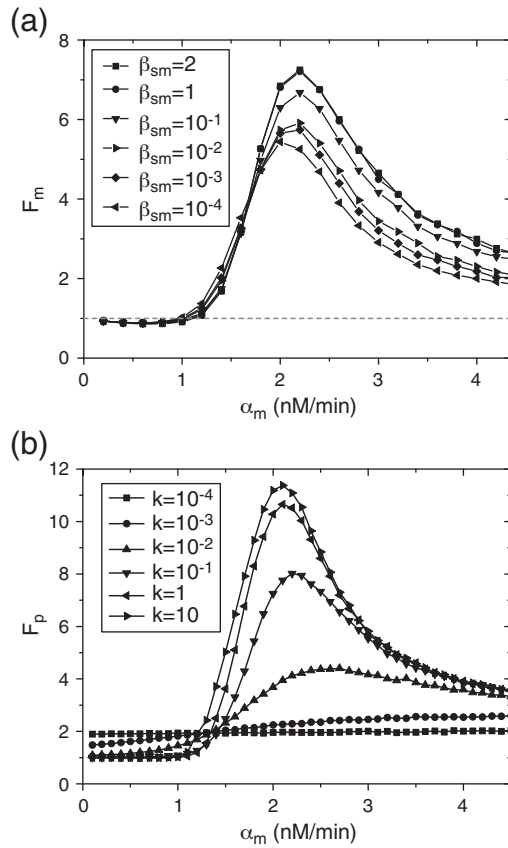 (a)
8
6
4
2
0
F_m
β_sm=2
β_sm=1
β_sm=10^-1
β_sm=10^-2
β_sm=10^-3
β_sm=10^-4
0 1 2 3 4
α_m (nM/min)
(b)
12
10
8
6
4
2
0
F_p
k=10^-4
k=10^-3
k=10^-2
k=10^-1
k=1
k=10
0 1 2 3 4
α_m (nM/min)